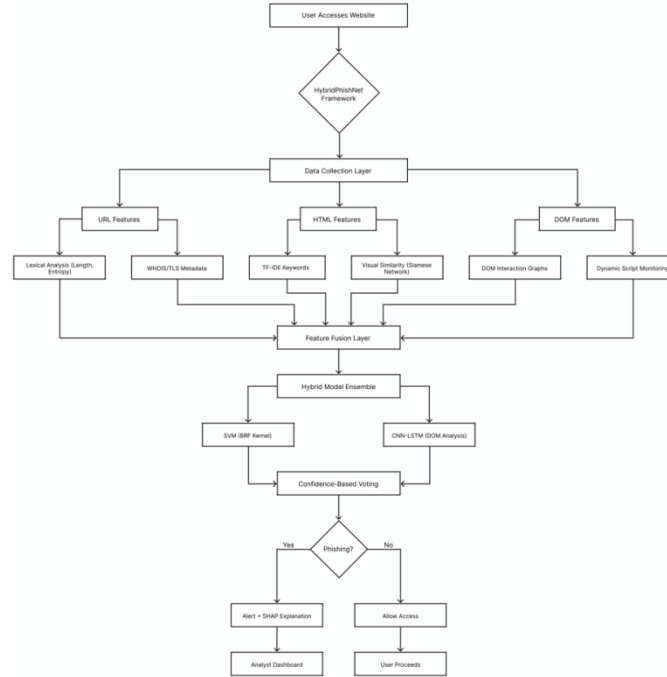 User Accesses Website
HybridPhishNet
Framework
Data Collection Layer
URL Features
HTML Features
DOM Features
Lexical Analysis (Length,
Entropy)
WHOIS/TLS Metadata
TF-IDE Keywords
Visual Similarity (Siamese
Network)
DOM Interaction Graphs
Dynamic Script Monitoring
Feature Fusion Layer
Hybrid Model Ensemble
SVM (BRF Kernel)
CNN-LSTM (DOM Analysis)
Confidence-Based Voting
Yes
Phishing?
No
Alert + SHAP Explanation
Allow Access
Analyst Dashboard
User Proceeds